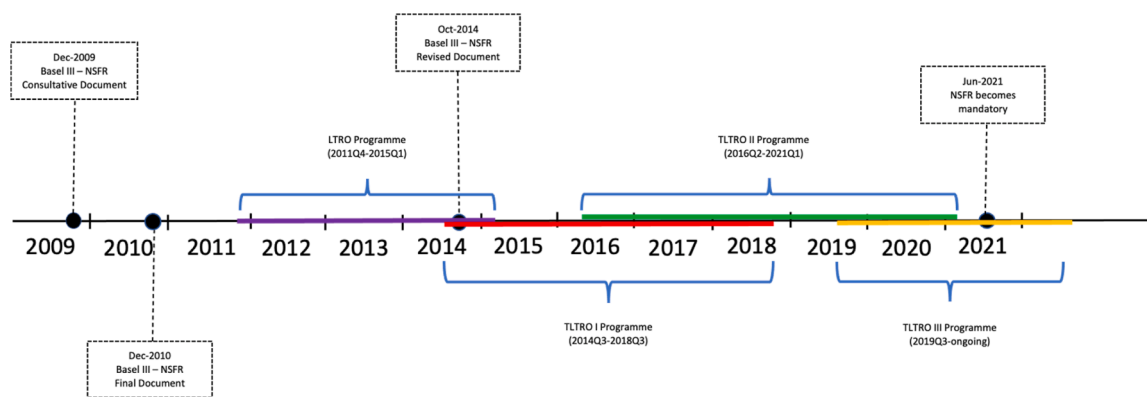 Oct-2014
Basel III – NSFR
Revised Document
Dec-2009
Basel III – NSFR
Consultative Document
Jun-2021
NSFR becomes
mandatory
LTRO Programme
(2011Q4-2015Q1)
TLTRO II Programme
(2016Q2-2021Q1)
2009 2010 2011 2012 2013 2014 2015 2016 2017 2018 2019 2020 2021
TLTRO I Programme
(2014Q3-2018Q3)
TLTRO III Programme
(2019Q3-ongoing)
Dec-2010
Basel III – NSFR
Final Document